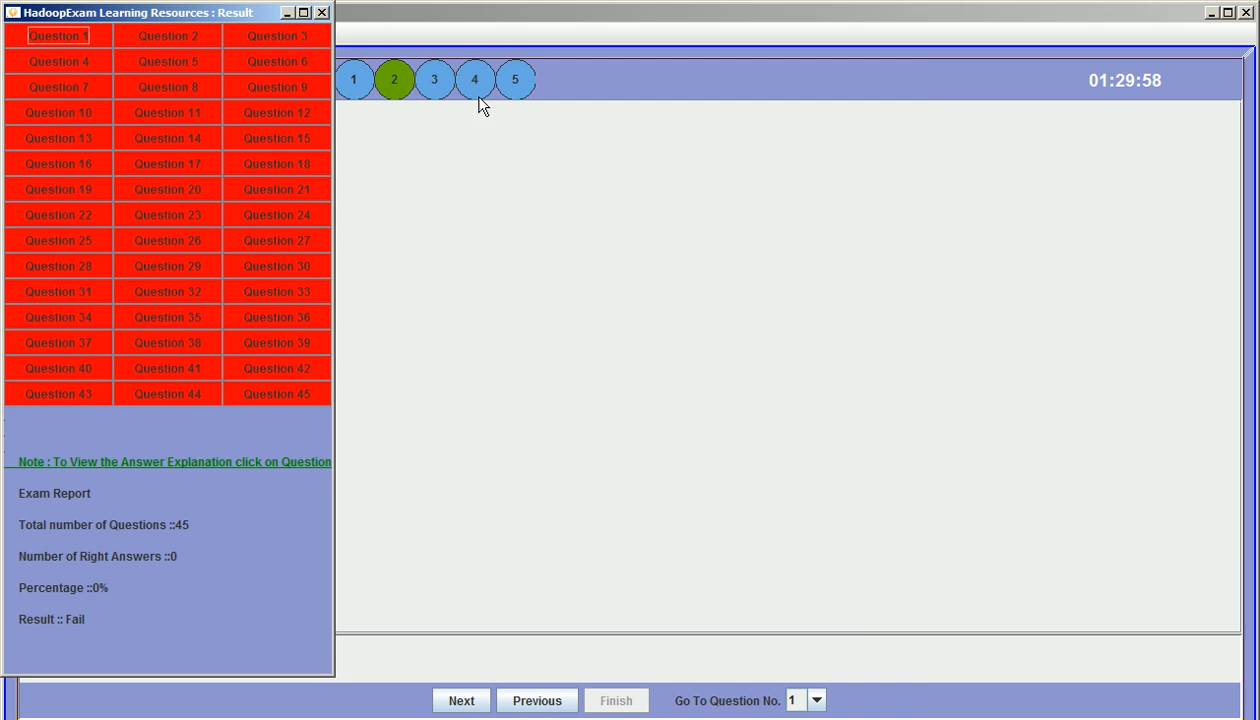 HadoopExam Learning Resources : Result
Question 1 Question 2 Question 3
Question 4 Question 5 Question 6
Question 7 Question 8 Question 9
Question 10 Question 11 Question 12
Question 13 Question 14 Question 15
Question 16 Question 17 Question 18
Question 19 Question 20 Question 21
Question 22 Question 23 Question 24
Question 25 Question 26 Question 27
Question 28 Question 29 Question 30
Question 31 Question 32 Question 33
Question 34 Question 35 Question 36
Question 37 Question 38 Question 39
Question 40 Question 41 Question 42
Question 43 Question 44 Question 45
Note : To View the Answer Explanation click on Question
Exam Report
Total number of Questions ::45
Number of Right Answers ::0
Percentage ::0%
Result :: Fail
1 2 3 4 5 01:29:58
Next Previous Finish Go To Question No. 1